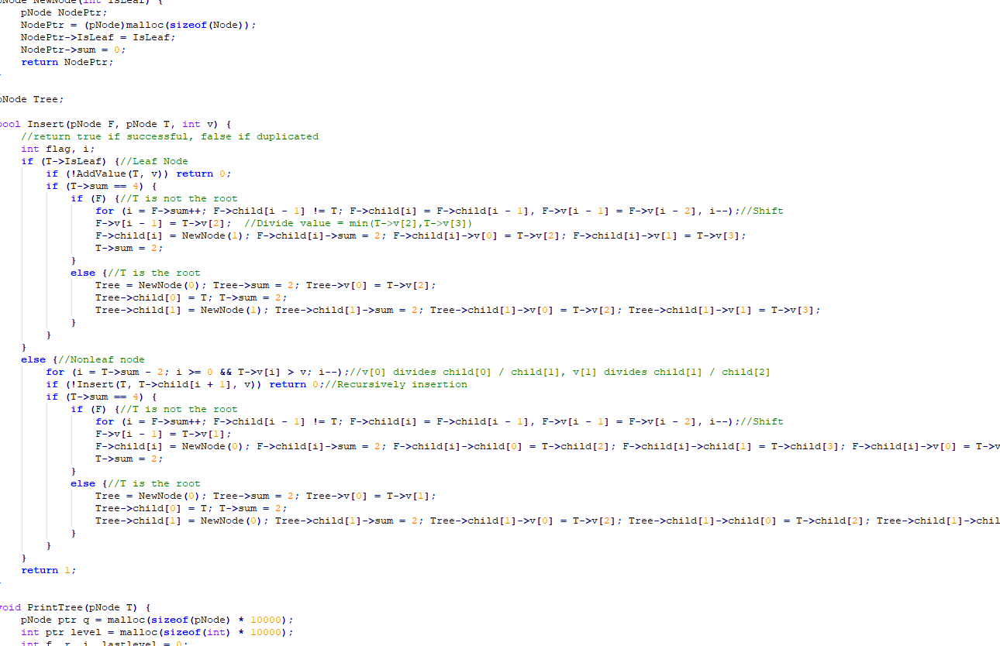 pNode NewNode(int IsLeaf) {
pNode NodePtr;
NodePtr = (pNode)malloc(sizeof(Node));
NodePtr->IsLeaf = IsLeaf;
NodePtr->sum = 0;
return NodePtr;
pNode Tree;
bool Insert(pNode F, pNode T, int v) {
//return true if successful, false if duplicated
int flag, i;
if (T->IsLeaf) {//Leaf Node
if (!AddValue(T, v)) return 0;
if (T->sum == 4) {
if (F) {//T is not the root
for (i = F->sum++; F->child[i - 1] != T; F->child[i] = F->child[i - 1], F->v[i - 1] = F->v[i - 2], i--);//Shift
F->v[i - 1] = T->v[2];  //Divide value = min(T->v[2],T->v[3])
F->child[i] = NewNode(1); F->child[i]->sum = 2; F->child[i]->v[0] = T->v[2]; F->child[i]->v[1] = T->v[3];
T->sum = 2;
}
else {//T is the root
Tree = NewNode(0); Tree->sum = 2; Tree->v[0] = T->v[2];
Tree->child[0] = T; T->sum = 2;
Tree->child[1] = NewNode(1); Tree->child[1]->sum = 2; Tree->child[1]->v[0] = T->v[2]; Tree->child[1]->v[1] = T->v[3];
}
}
}
else {//Nonleaf node
for (i = T->sum - 2; i >= 0 && T->v[i] > v; i--);//v[0] divides child[0] / child[1], v[1] divides child[1] / child[2]
if (!Insert(T, T->child[i + 1], v)) return 0;//Recursively insertion
if (T->sum == 4) {
if (F) {//T is not the root
for (i = F->sum++; F->child[i - 1] != T; F->child[i] = F->child[i - 1], F->v[i - 1] = F->v[i - 2], i--);//Shift
F->v[i - 1] = T->v[1];
F->child[i] = NewNode(0); F->child[i]->sum = 2; F->child[i]->child[0] = T->child[2]; F->child[i]->child[1] = T->child[3]; F->child[i]->v[0] = T->v
T->sum = 2;
}
else {//T is the root
Tree = NewNode(0); Tree->sum = 2; Tree->v[0] = T->v[1];
Tree->child[0] = T; T->sum = 2;
Tree->child[1] = NewNode(0); Tree->child[1]->sum = 2; Tree->child[1]->v[0] = T->v[2]; Tree->child[1]->child[0] = T->child[2]; Tree->child[1]->chil
}
}
}
return 1;
void PrintTree(pNode T) {
pNode ptr q = malloc(sizeof(pNode) * 10000);
int ptr level = malloc(sizeof(int) * 10000);
int f, r, i, lastlevel = 0;